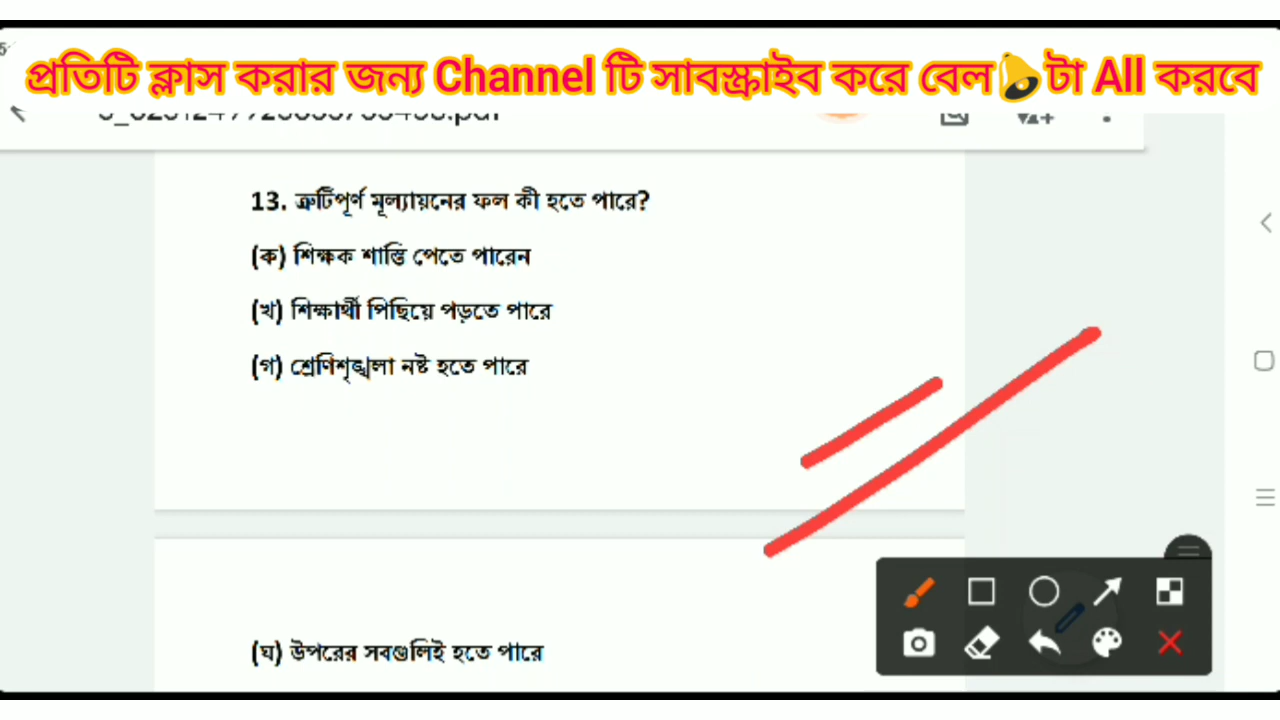 প্রতিটি ক্লাস করার জন্য Channel টি সাবস্ক্রাইব করে বেল🔔টা All করবে
13. ত্রুটিপূর্ণ মূল্যায়নের ফল কী হতে পারে?
(ক) শিক্ষক শাস্তি পেতে পারেন
(খ) শিক্ষার্থী পিছিয়ে পড়তে পারে
(গ) শ্রেণিশৃঙ্খলা নষ্ট হতে পারে
(ঘ) উপরের সবগুলিই হতে পারে